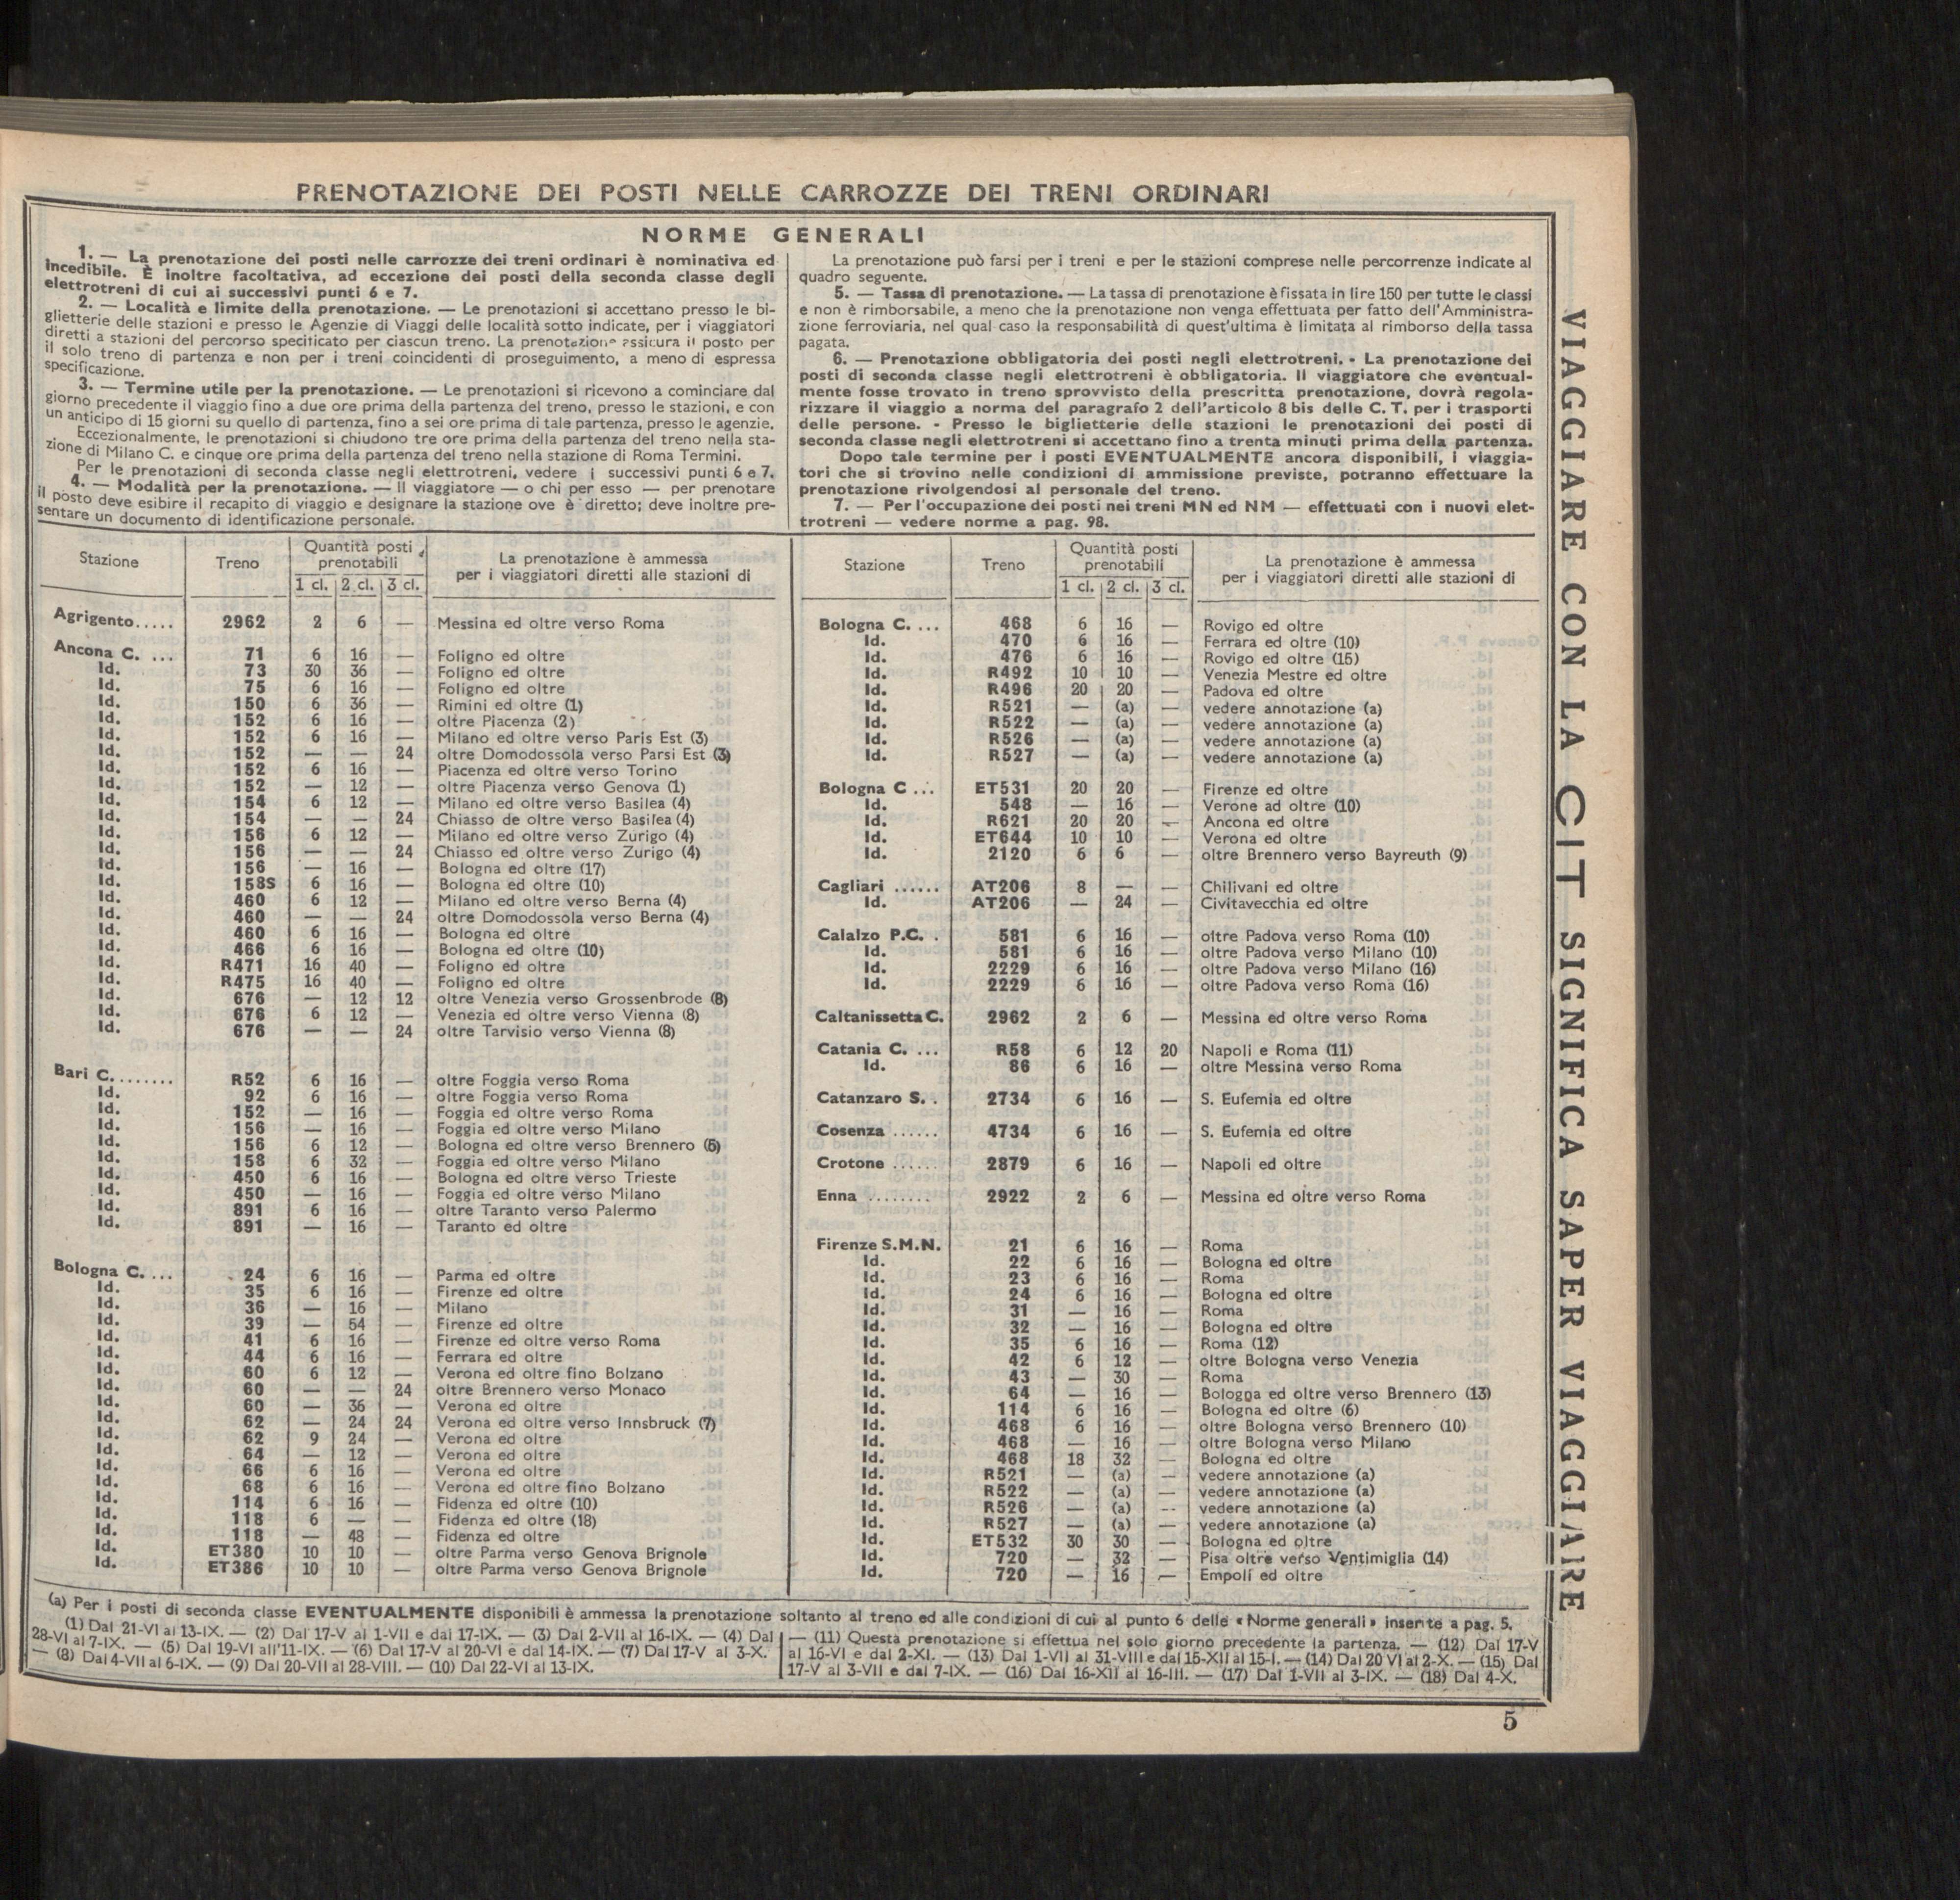 PRENOTAZIONE DEI POSTI NELLE CARROZZE DEI TRENI ORDINARI
NORME GENERALI
1. — La prenotazione dei posti nelle carrozze dei treni ordinari è nominativa ed
incedibile. È inoltre facoltativa, ad eccezione dei posti della seconda classe degli
elettrotreni di cui ai successivi punti 6 e 7.
2. — Località e limite della prenotazione. — Le prenotazioni si accettano presso le bi-
glietterie delle stazioni e presso le Agenzie di Viaggi delle località sotto indicate, per i viaggiatori
diretti a stazioni del percorso specificato per ciascun treno. La prenotazione assicura il posto per
il solo treno di partenza e non per i treni coincidenti di proseguimento, a meno di espressa
specificazione.
3. — Termine utile per la prenotazione. — Le prenotazioni si ricevono a cominciare dal
giorno precedente il viaggio fino a due ore prima della partenza del treno, presso le stazioni, e con
un anticipo di 15 giorni su quello di partenza, fino a sei ore prima di tale partenza, presso le agenzie.
Eccezionalmente, le prenotazioni si chiudono tre ore prima della partenza del treno nella sta-
zione di Milano C. e cinque ore prima della partenza del treno nella stazione di Roma Termini.
Per le prenotazioni di seconda classe negli elettrotreni, vedere i successivi punti 6 e 7.
4. — Modalità per la prenotazione. — Il viaggiatore — o chi per esso — per prenotare
il posto deve esibire il recapito di viaggio e designare la stazione ove è diretto; deve inoltre pre-
sentare un documento di identificazione personale.
La prenotazione può farsi per i treni e per le stazioni comprese nelle percorrenze indicate al
quadro seguente.
5. — Tassa di prenotazione. — La tassa di prenotazione è fissata in lire 150 per tutte le classi
e non è rimborsabile, a meno che la prenotazione non venga effettuata per fatto dell'Amministra-
zione ferroviaria, nel qual caso la responsabilità di quest'ultima è limitata al rimborso della tassa
pagata.
6. — Prenotazione obbligatoria dei posti negli elettrotreni. - La prenotazione dei
posti di seconda classe negli elettrotreni è obbligatoria. Il viaggiatore che eventual-
mente fosse trovato in treno sprovvisto della prescritta prenotazione, dovrà regola-
rizzare il viaggio a norma del paragrafo 2 dell'articolo 8 bis delle C. T. per i trasporti
delle persone. - Presso le biglietterie delle stazioni le prenotazioni dei posti di
seconda classe negli elettrotreni si accettano fino a trenta minuti prima della partenza.
Dopo tale termine per i posti EVENTUALMENTE ancora disponibili, i viaggia-
tori che si trovino nelle condizioni di ammissione previste, potranno effettuare la
prenotazione rivolgendosi al personale del treno.
7. — Per l'occupazione dei posti nei treni MN ed NM — effettuati con i nuovi elet-
trotreni — vedere norme a pag. 98.
Stazione Treno Quantità posti prenotabili La prenotazione è ammessa
1 cl. 2 cl. 3 cl. per i viaggiatori diretti alle stazioni di
Agrigento..... 2962 2 6 — Messina ed oltre verso Roma
Ancona C. ... 71 6 16 — Foligno ed oltre
Id. 73 30 36 — Foligno ed oltre
Id. 75 6 16 — Foligno ed oltre
Id. 150 6 36 — Rimini ed oltre (1)
Id. 152 6 16 — oltre Piacenza (2)
Id. 152 6 16 — Milano ed oltre verso Paris Est (3)
Id. 152 — — 24 oltre Domodossola verso Parsi Est (3)
Id. 152 6 16 — Piacenza ed oltre verso Torino
Id. 152 — 12 — oltre Piacenza verso Genova (1)
Id. 154 6 12 — Milano ed oltre verso Basilea (4)
Id. 154 — — 24 Chiasso de oltre verso Basilea (4)
Id. 156 6 12 — Milano ed oltre verso Zurigo (4)
Id. 156 — — 24 Chiasso ed oltre verso Zurigo (4)
Id. 156 — 16 — Bologna ed oltre (17)
Id. 158S 6 16 — Bologna ed oltre (10)
Id. 460 6 12 — Milano ed oltre verso Berna (4)
Id. 460 — — 24 oltre Domodossola verso Berna (4)
Id. 460 6 16 — Bologna ed oltre
Id. 466 6 16 — Bologna ed oltre (10)
Id. R471 16 40 — Foligno ed oltre
Id. R475 16 40 — Foligno ed oltre
Id. 676 — 12 12 oltre Venezia verso Grossenbrode (8)
Id. 676 6 12 — Venezia ed oltre verso Vienna (8)
Id. 676 — — 24 oltre Tarvisio verso Vienna (8)
Bari C........ R52 6 16 — oltre Foggia verso Roma
Id. 92 6 16 — oltre Foggia verso Roma
Id. 152 — 16 — Foggia ed oltre verso Roma
Id. 156 — 16 — Foggia ed oltre verso Milano
Id. 156 6 12 — Bologna ed oltre verso Brennero (5)
Id. 158 6 32 — Foggia ed oltre verso Milano
Id. 450 6 16 — Bologna ed oltre verso Trieste
Id. 450 — 16 — Foggia ed oltre verso Milano
Id. 891 6 16 — oltre Taranto verso Palermo
Id. 891 — 16 — Taranto ed oltre
Bologna C. ... 24 6 16 — Parma ed oltre
Id. 35 6 16 — Firenze ed oltre
Id. 36 — 16 — Milano
Id. 39 — 54 — Firenze ed oltre
Id. 41 6 16 — Firenze ed oltre verso Roma
Id. 44 6 16 — Ferrara ed oltre
Id. 60 6 12 — Verona ed oltre fino Bolzano
Id. 60 — — 24 oltre Brennero verso Monaco
Id. 60 — 36 — Verona ed oltre
Id. 62 — 24 24 Verona ed oltre verso Innsbruck (7)
Id. 62 9 24 — Verona ed oltre
Id. 64 — 12 — Verona ed oltre
Id. 66 6 16 — Verona ed oltre
Id. 68 6 16 — Verona ed oltre fino Bolzano
Id. 114 6 16 — Fidenza ed oltre (10)
Id. 118 6 — — Fidenza ed oltre (18)
Id. 118 — 48 — Fidenza ed oltre
Id. ET380 10 10 — oltre Parma verso Genova Brignole
Id. ET386 10 10 — oltre Parma verso Genova Brignole
Stazione Treno Quantità posti prenotabili La prenotazione è ammessa
1 cl. 2 cl. 3 cl. per i viaggiatori diretti alle stazioni di
Bologna C. ... 468 6 16 — Rovigo ed oltre
Id. 470 6 16 — Ferrara ed oltre (10)
Id. 476 6 16 — Rovigo ed oltre (15)
Id. R492 10 10 — Venezia Mestre ed oltre
Id. R496 20 20 — Padova ed oltre
Id. R521 — (a) — vedere annotazione (a)
Id. R522 — (a) — vedere annotazione (a)
Id. R526 — (a) — vedere annotazione (a)
Id. R527 — (a) — vedere annotazione (a)
Bologna C ... ET531 20 20 — Firenze ed oltre
Id. 548 — 16 — Verone ad oltre (10)
Id. R621 20 20 — Ancona ed oltre
Id. ET644 10 10 — Verona ed oltre
Id. 2120 6 6 — oltre Brennero verso Bayreuth (9)
Cagliari ...... AT206 8 — — Chilivani ed oltre
Id. AT206 — 24 — Civitavecchia ed oltre
Calalzo P.C. . 581 6 16 — oltre Padova verso Roma (10)
Id. 581 6 16 — oltre Padova verso Milano (10)
Id. 2229 6 16 — oltre Padova verso Milano (16)
Id. 2229 6 16 — oltre Padova verso Roma (16)
Caltanissetta C. 2962 2 6 — Messina ed oltre verso Roma
Catania C. ... R58 6 12 20 Napoli e Roma (11)
Id. 86 6 16 — oltre Messina verso Roma
Catanzaro S. . 2734 6 16 — S. Eufemia ed oltre
Cosenza ...... 4734 6 16 — S. Eufemia ed oltre
Crotone ...... 2879 6 16 — Napoli ed oltre
Enna ........ 2922 2 6 — Messina ed oltre verso Roma
Firenze S.M.N. 21 6 16 — Roma
Id. 22 6 16 — Bologna ed oltre
Id. 23 6 16 — Roma
Id. 24 6 16 — Bologna ed oltre
Id. 31 — 16 — Roma
Id. 32 — 16 — Bologna ed oltre
Id. 35 6 16 — Roma (12)
Id. 42 6 12 — oltre Bologna verso Venezia
Id. 43 — 30 — Roma
Id. 64 — 16 — Bologna ed oltre verso Brennero (13)
Id. 114 6 16 — Bologna ed oltre (6)
Id. 468 6 16 — oltre Bologna verso Brennero (10)
Id. 468 — 16 — oltre Bologna verso Milano
Id. 468 18 32 — Bologna ed oltre
Id. R521 — (a) — vedere annotazione (a)
Id. R522 — (a) — vedere annotazione (a)
Id. R526 — (a) — vedere annotazione (a)
Id. R527 — (a) — vedere annotazione (a)
Id. ET532 30 30 — Bologna ed oltre
Id. 720 — 32 — Pisa oltre verso Ventimiglia (14)
Id. 720 — 16 — Empoli ed oltre
(a) Per i posti di seconda classe EVENTUALMENTE disponibili è ammessa la prenotazione soltanto al treno ed alle condizioni di cui al punto 6 delle « Norme generali » inserite a pag. 5.
(1) Dal 21-VI al 13-IX. — (2) Dal 17-V al 1-VII e dal 17-IX. — (3) Dal 2-VII al 16-IX. — (4) Dal
28-VI al 7-IX. — (5) Dal 19-VI all'11-IX. — (6) Dal 17-V al 20-VI e dal 14-IX. — (7) Dal 17-V al 3-X.
— (8) Dal 4-VII al 6-IX. — (9) Dal 20-VII al 28-VIII. — (10) Dal 22-VI al 13-IX.
— (11) Questa prenotazione si effettua nel solo giorno precedente la partenza. — (12) Dal 17-V
al 16-VI e dal 2-XI. — (13) Dal 1-VII al 31-VIII e dal 15-XII al 15-I. — (14) Dal 20 VI al 2-X. — (15) Dal
17-V al 3-VII e dal 7-IX. — (16) Dal 16-XII al 16-III. — (17) Dal 1-VII al 3-IX. — (18) Dal 4-X.
5
VIAGGIARE CON LA CIT SIGNIFICA SAPER VIAGGIARE